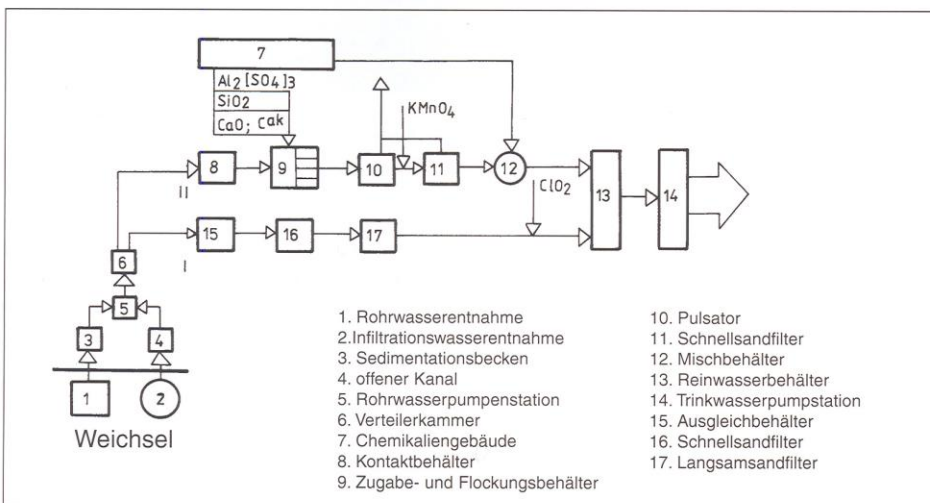 7
Al2[SO4]3
SiO2
CaO; Cak
KMnO4
8
9
10
11
12
II
ClO2
13
14
15
16
17
I
6
5
3
4
1
2
Weichsel
1. Rohrwasserentnahme
2.Infiltrationswasserentnahme
3. Sedimentationsbecken
4. offener Kanal
5. Rohrwasserpumpenstation
6. Verteilerkammer
7. Chemikaliengebäude
8. Kontaktbehälter
9. Zugabe- und Flockungsbehälter
10. Pulsator
11. Schnellsandfilter
12. Mischbehälter
13. Reinwasserbehälter
14. Trinkwasserpumpstation
15. Ausgleichbehälter
16. Schnellsandfilter
17. Langsamsandfilter